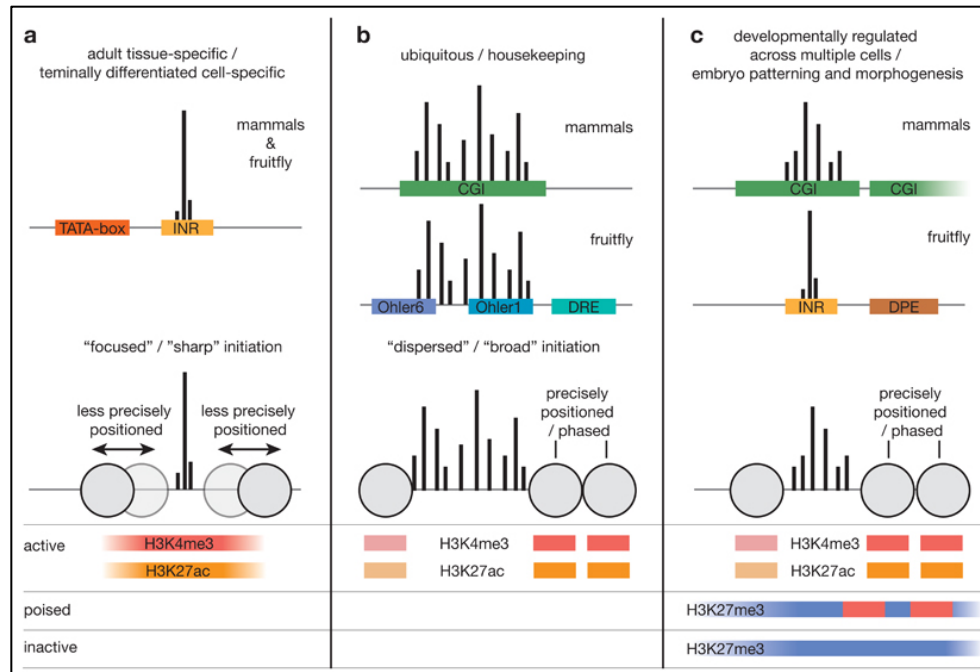 a
adult tissue-specific /
teminally differentiated cell-specific
mammals
&
fruitfly
TATA-box
INR
"focused" / "sharp" initiation
less precisely
positioned
less precisely
positioned
b
ubiquitous / housekeeping
mammals
CGI
fruitfly
Ohler6
Ohler1
DRE
"dispersed" / "broad" initiation
precisely
positioned
/ phased
c
developmentally regulated
across multiple cells /
embryo patterning and morphogenesis
mammals
CGI
CGI
fruitfly
INR
DPE
precisely
positioned
/ phased
active
H3K4me3
H3K27ac
H3K4me3
H3K27ac
H3K4me3
H3K27ac
poised
H3K27me3
inactive
H3K27me3